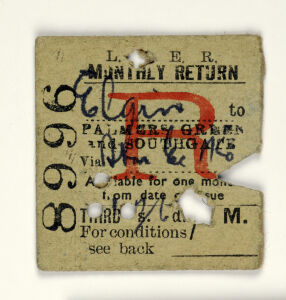 L. N. E. R.
MONTHLY RETURN
Elgin to
PALMERS GREEN
and SOUTHGATE
Via
Available for one month
from date of issue
THIRD s. d. M.
For conditions
see back
R
8996